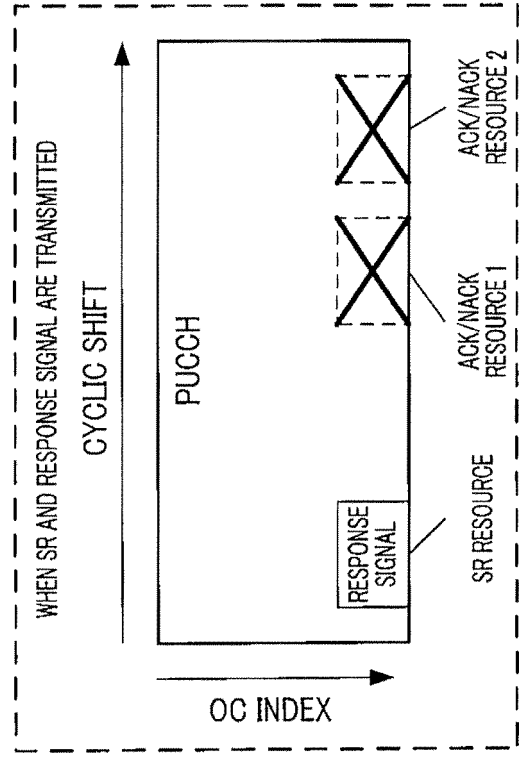 WHEN SR AND RESPONSE SIGNAL ARE TRANSMITTED
CYCLIC SHIFT
PUCCH
OC INDEX
RESPONSE
SIGNAL
SR RESOURCE
ACK/NACK
RESOURCE 1
ACK/NACK
RESOURCE 2